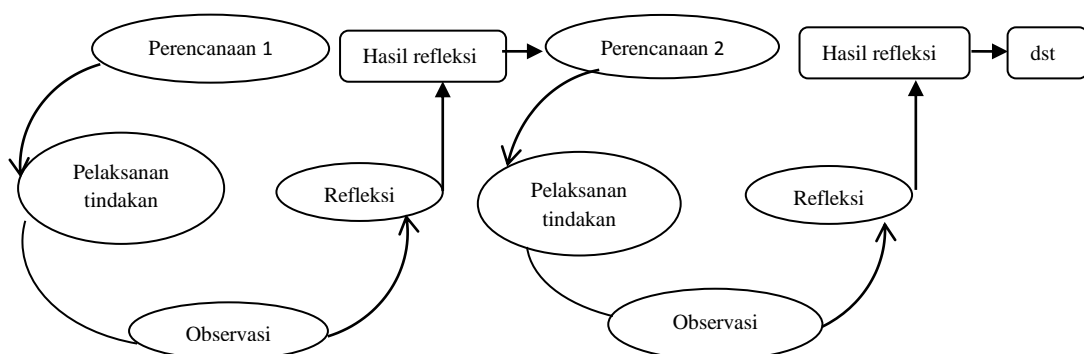 Perencanaan 1
Pelaksanan
tindakan
Observasi
Refleksi
Hasil refleksi
Perencanaan 2
Pelaksanan
tindakan
Observasi
Refleksi
Hasil refleksi
dst